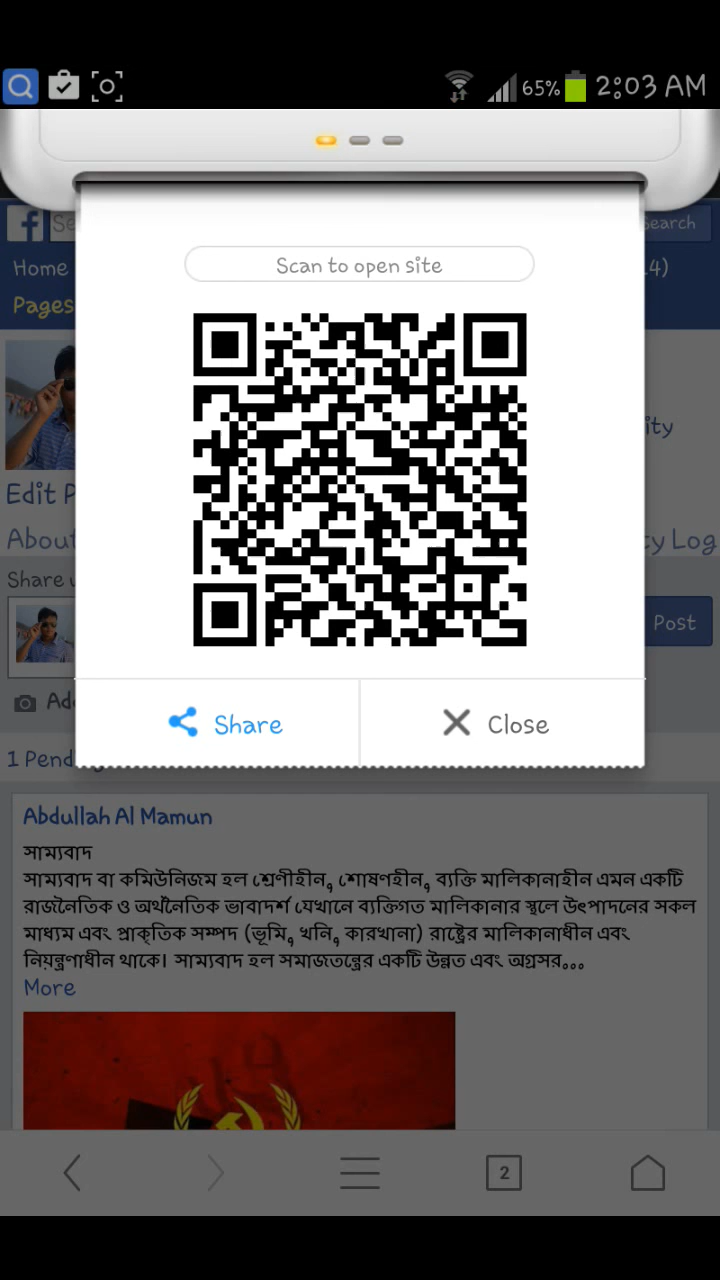 65% 2:03 AM
f Se Search
Scan to open site
Home .4)
Pages
ity
Edit P
About ty Log
Share u
Post
Add
Share Close
1 Pend g
Abdullah Al Mamun
সাম্যবাদ
সাম্যবাদ বা কমিউনিজম হল শ্রেণীহীন, শোষণহীন, ব্যক্তি মালিকানাহীন এমন একটি
রাজনৈতিক ও অর্থনৈতিক ভাবাদর্শ যেখানে ব্যক্তিগত মালিকানার স্থলে উৎপাদনের সকল
মাধ্যম এবং প্রাকৃতিক সম্পদ (ভূমি, খনি, কারখানা) রাষ্ট্রের মালিকানাধীন এবং
নিয়ন্ত্রণাধীন থাকে। সাম্যবাদ হল সমাজতন্ত্রের একটি উন্নত এবং অগ্রসর...
More
2